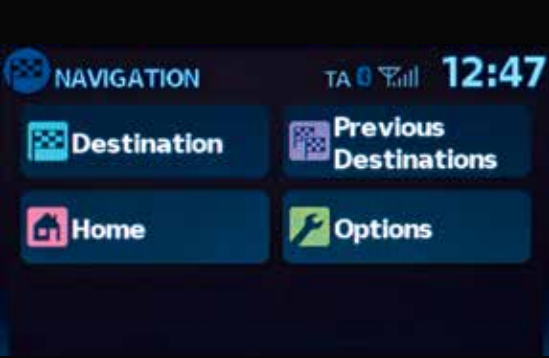 NAVIGATION TA 12:47
Destination
Previous
Destinations
Home
Options